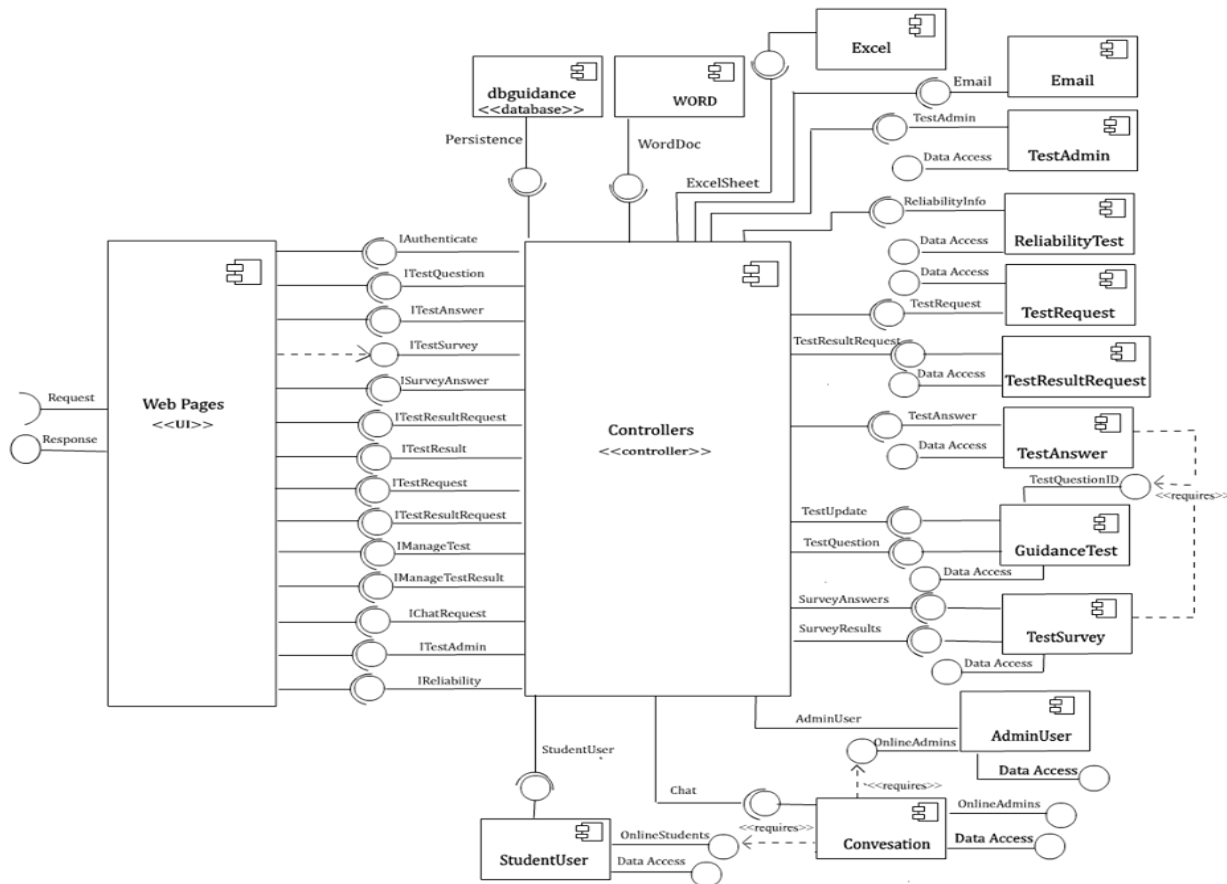 Excel
dbguidance
<<database>>
WORD
Email
Email
Persistence
WordDoc
ExcelSheet
TestAdmin
Data Access
TestAdmin
ReliabilityInfo
Data Access
ReliabilityTest
Data Access
TestRequest
TestRequest
TestResultRequest
Data Access
TestResultRequest
TestAnswer
Data Access
TestAnswer
TestQuestionID
<<requires>>
TestUpdate
TestQuestion
GuidanceTest
Data Access
SurveyAnswers
SurveyResults
TestSurvey
Data Access
Request
Response
Web Pages
<<UI>>
IAuthenticate
ITestQuestion
ITestAnswer
ITestSurvey
ISurveyAnswer
ITestResultRequest
ITestResult
ITestRequest
ITestResultRequest
IManageTest
IManageTestResult
IChatRequest
ITestAdmin
IReliability
Controllers
<<controller>>
AdminUser
OnlineAdmins
AdminUser
Data Access
<<requires>>
StudentUser
Chat
OnlineAdmins
<<requires>>
Convesation
Data Access
OnlineStudents
StudentUser
Data Access